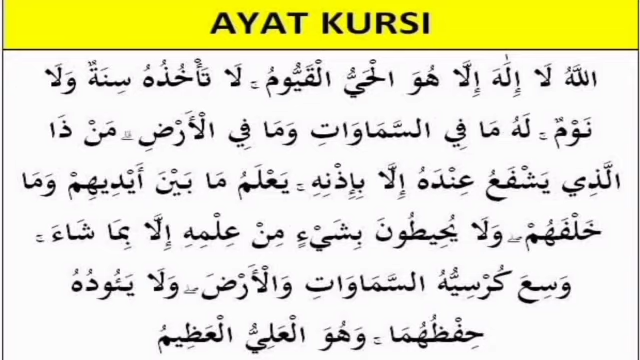 AYAT KURSI
اللَّهُ لَا إِلَٰهَ إِلَّا هُوَ الْحَيُّ الْقَيُّومُ ۚ لَا تَأْخُذُهُ سِنَةٌ وَلَا
نَوْمٌ ۚ لَهُ مَا فِي السَّمَاوَاتِ وَمَا فِي الْأَرْضِ ۗ مَنْ ذَا
الَّذِي يَشْفَعُ عِنْدَهُ إِلَّا بِإِذْنِهِ ۚ يَعْلَمُ مَا بَيْنَ أَيْدِيهِمْ وَمَا
خَلْفَهُمْ ۖ وَلَا يُحِيطُونَ بِشَيْءٍ مِنْ عِلْمِهِ إِلَّا بِمَا شَاءَ ۚ
وَسِعَ كُرْسِيُّهُ السَّمَاوَاتِ وَالْأَرْضَ ۖ وَلَا يَئُودُهُ
حِفْظُهُمَا ۚ وَهُوَ الْعَلِيُّ الْعَظِيمُ